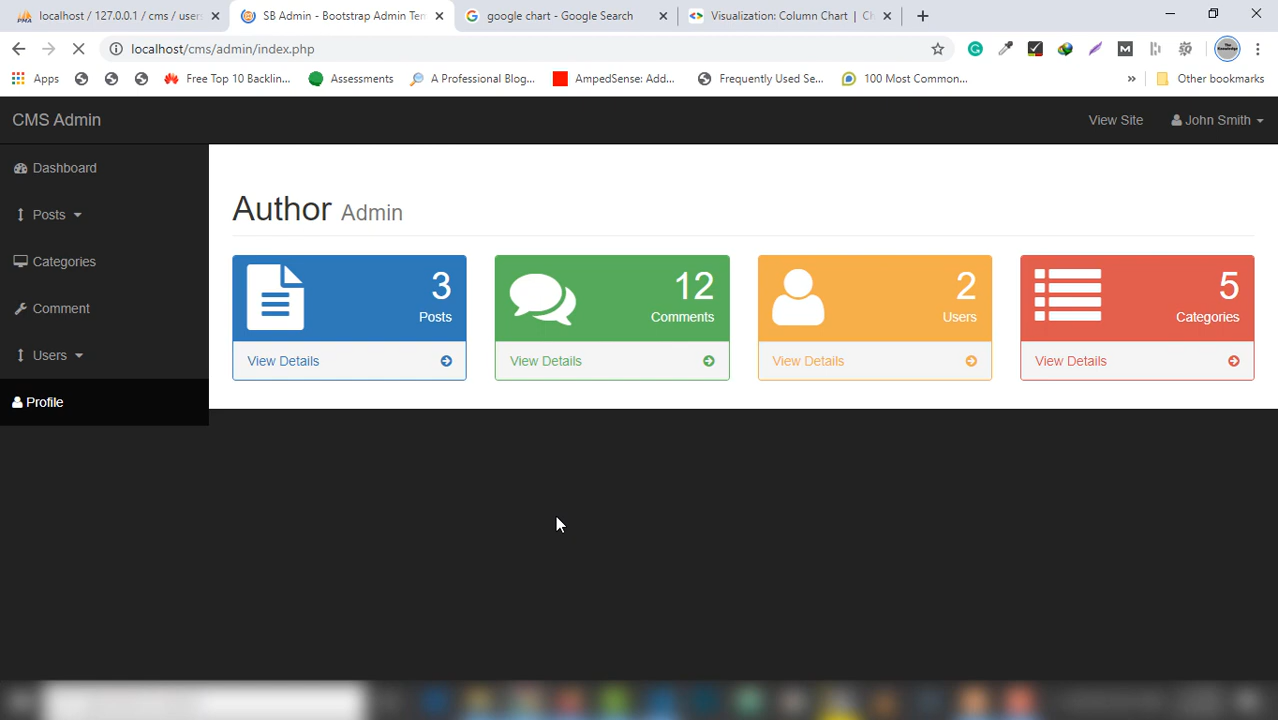 localhost / 127.0.0.1 / cms / users
SB Admin - Bootstrap Admin Tem
google chart - Google Search
Visualization: Column Chart | Ch
localhost/cms/admin/index.php
Apps
Free Top 10 Backlin...
Assessments
A Professional Blog...
AmpedSense: Add...
Frequently Used Se...
100 Most Common...
»
Other bookmarks
CMS Admin
View Site
John Smith
Dashboard
Posts
Categories
Comment
Users
Profile
Author Admin
3
Posts
View Details
12
Comments
View Details
2
Users
View Details
5
Categories
View Details